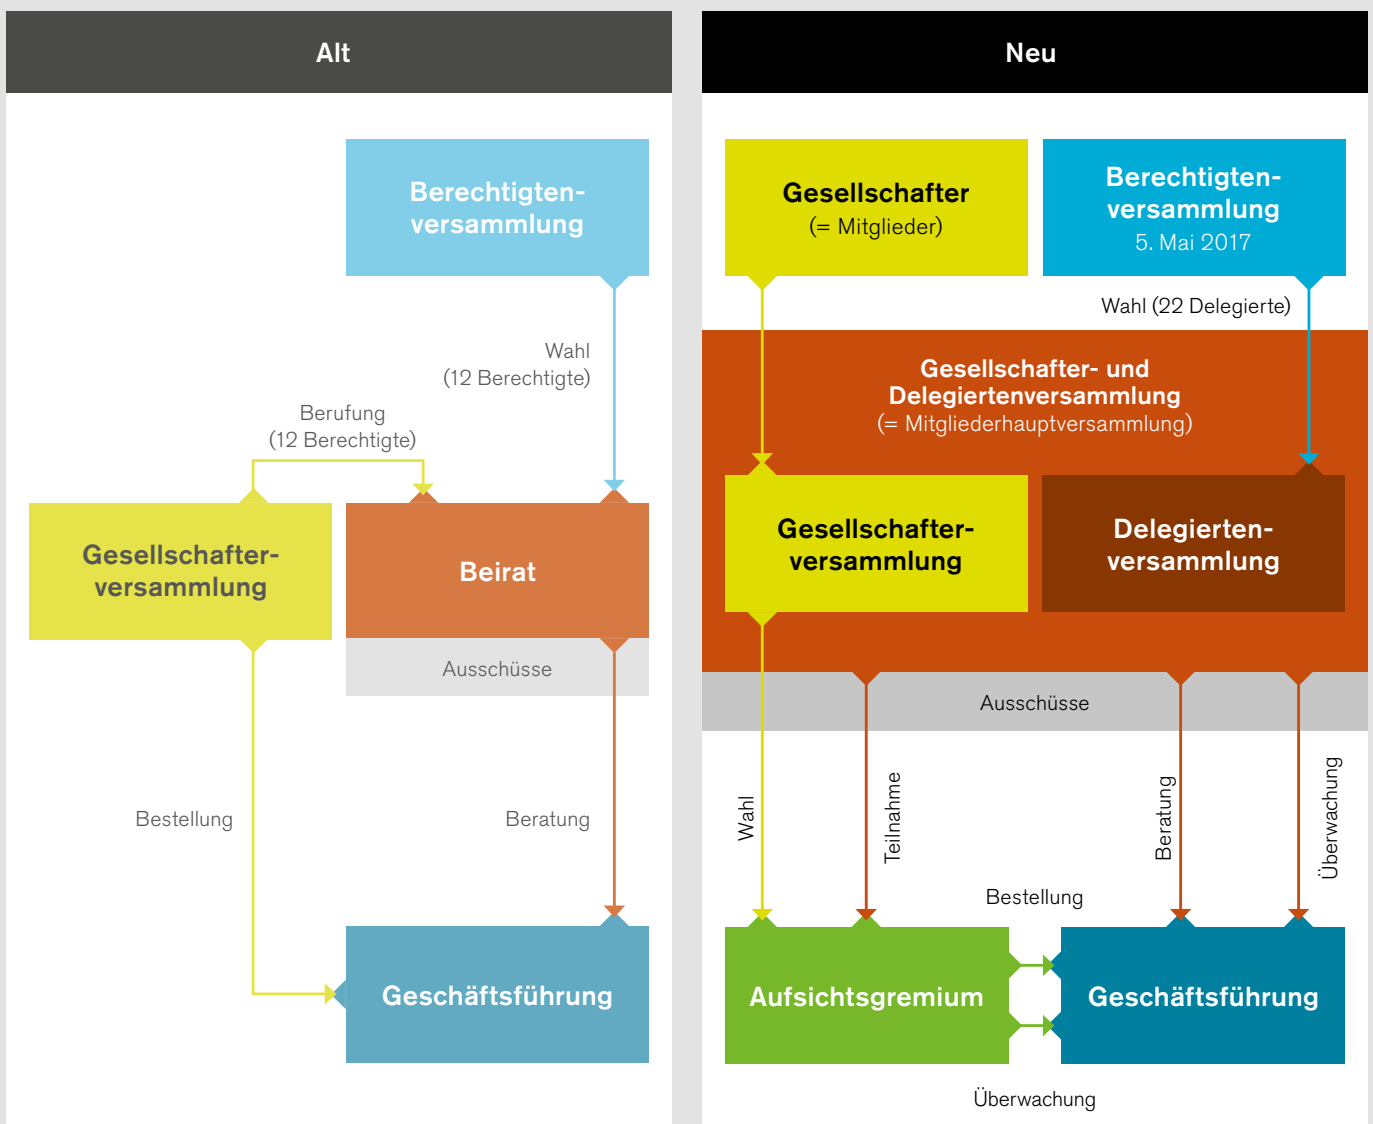 Alt
Berechtigten-
versammlung
Wahl
(12 Berechtigte)
Berufung
(12 Berechtigte)
Gesellschafter-
versammlung
Beirat
Ausschüsse
Bestellung
Beratung
Geschäftsführung
Neu
Gesellschafter
(= Mitglieder)
Berechtigten-
versammlung
5. Mai 2017
Wahl (22 Delegierte)
Gesellschafter- und
Delegiertenversammlung
(= Mitgliederhauptversammlung)
Gesellschafter-
versammlung
Delegierten-
versammlung
Ausschüsse
Wahl
Teilnahme
Beratung
Überwachung
Bestellung
Aufsichtsgremium
Geschäftsführung
Überwachung